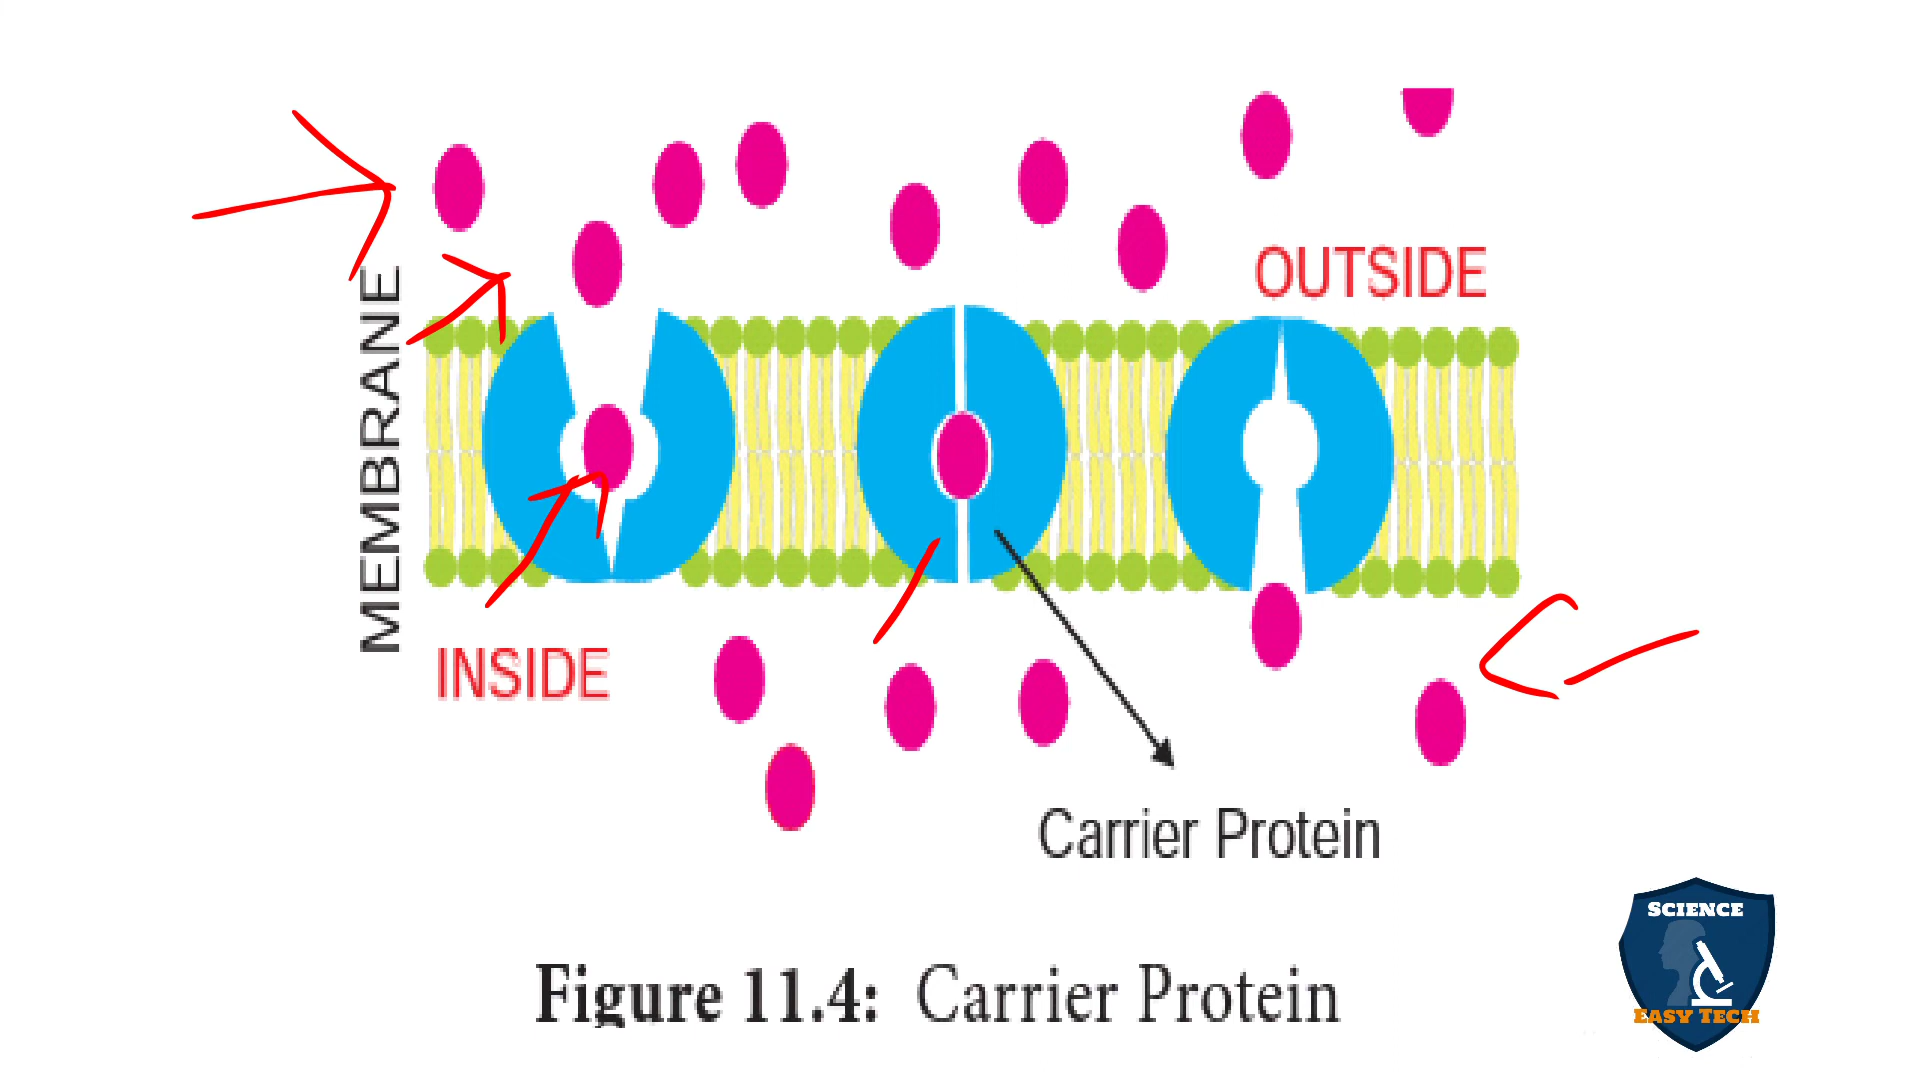 OUTSIDE
MEMBRANE
INSIDE
Carrier Protein
Figure 11.4: Carrier Protein
SCIENCE
EASY TECH